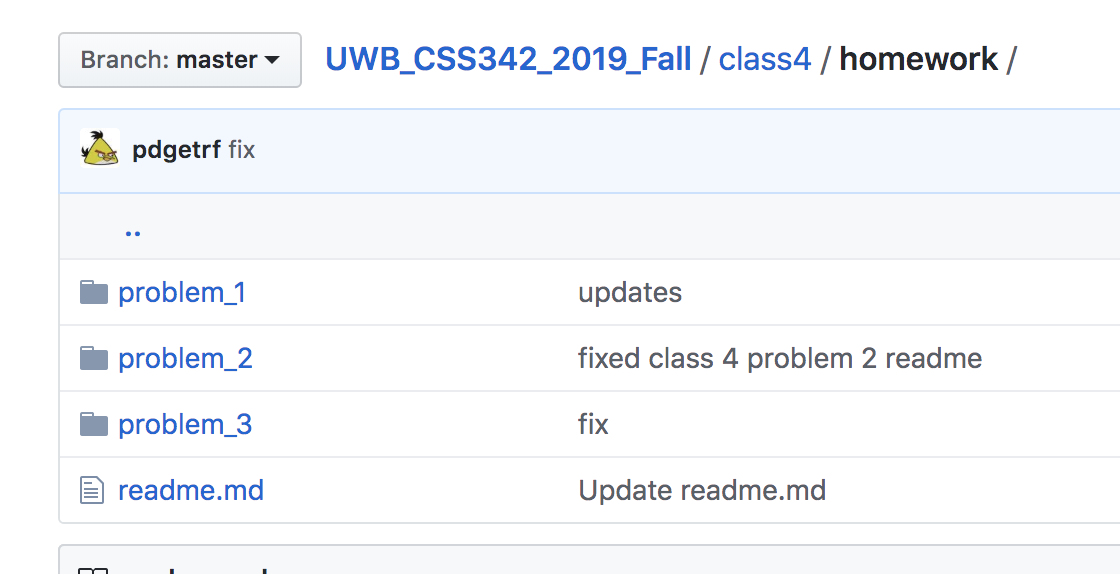 Branch: master UWB_CSS342_2019_Fall / class4 / homework /
pdgetrf fix
..
problem_1 updates
problem_2 fixed class 4 problem 2 readme
problem_3 fix
readme.md Update readme.md